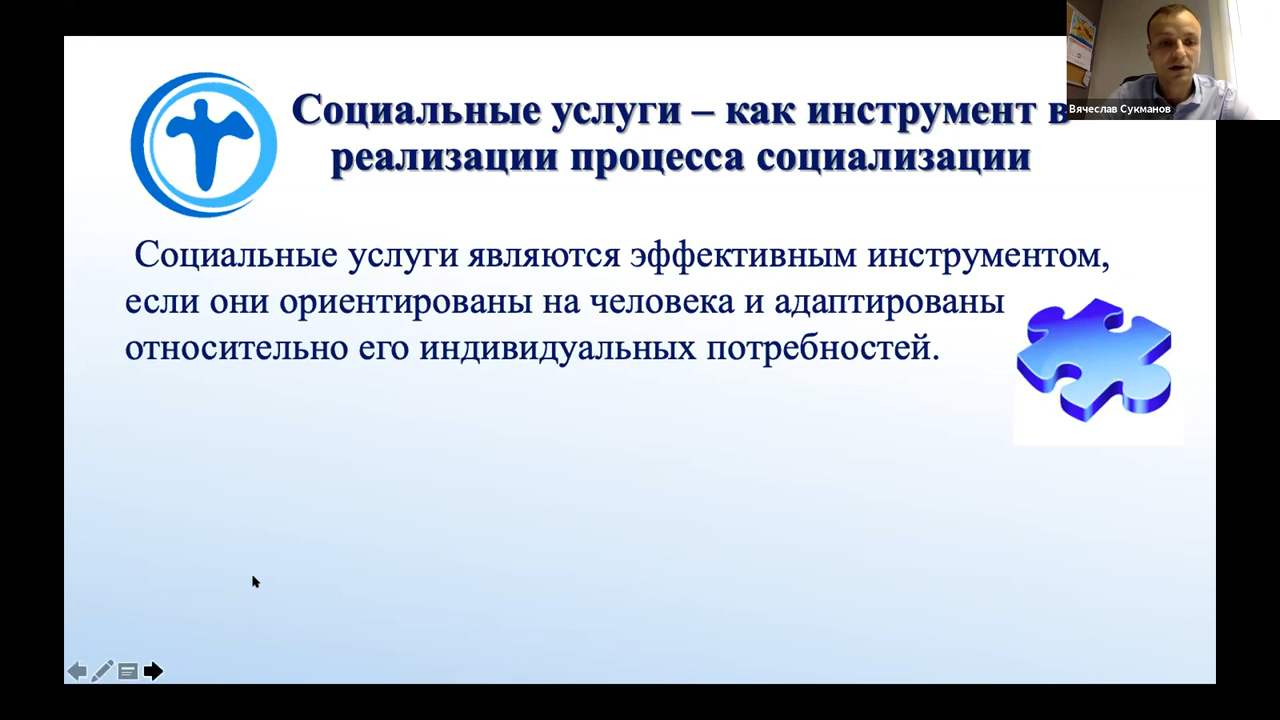 Социальные услуги – как инструмент в
реализации процесса социализации
Вячеслав Сукманов
Социальные услуги являются эффективным инструментом,
если они ориентированы на человека и адаптированы
относительно его индивидуальных потребностей.